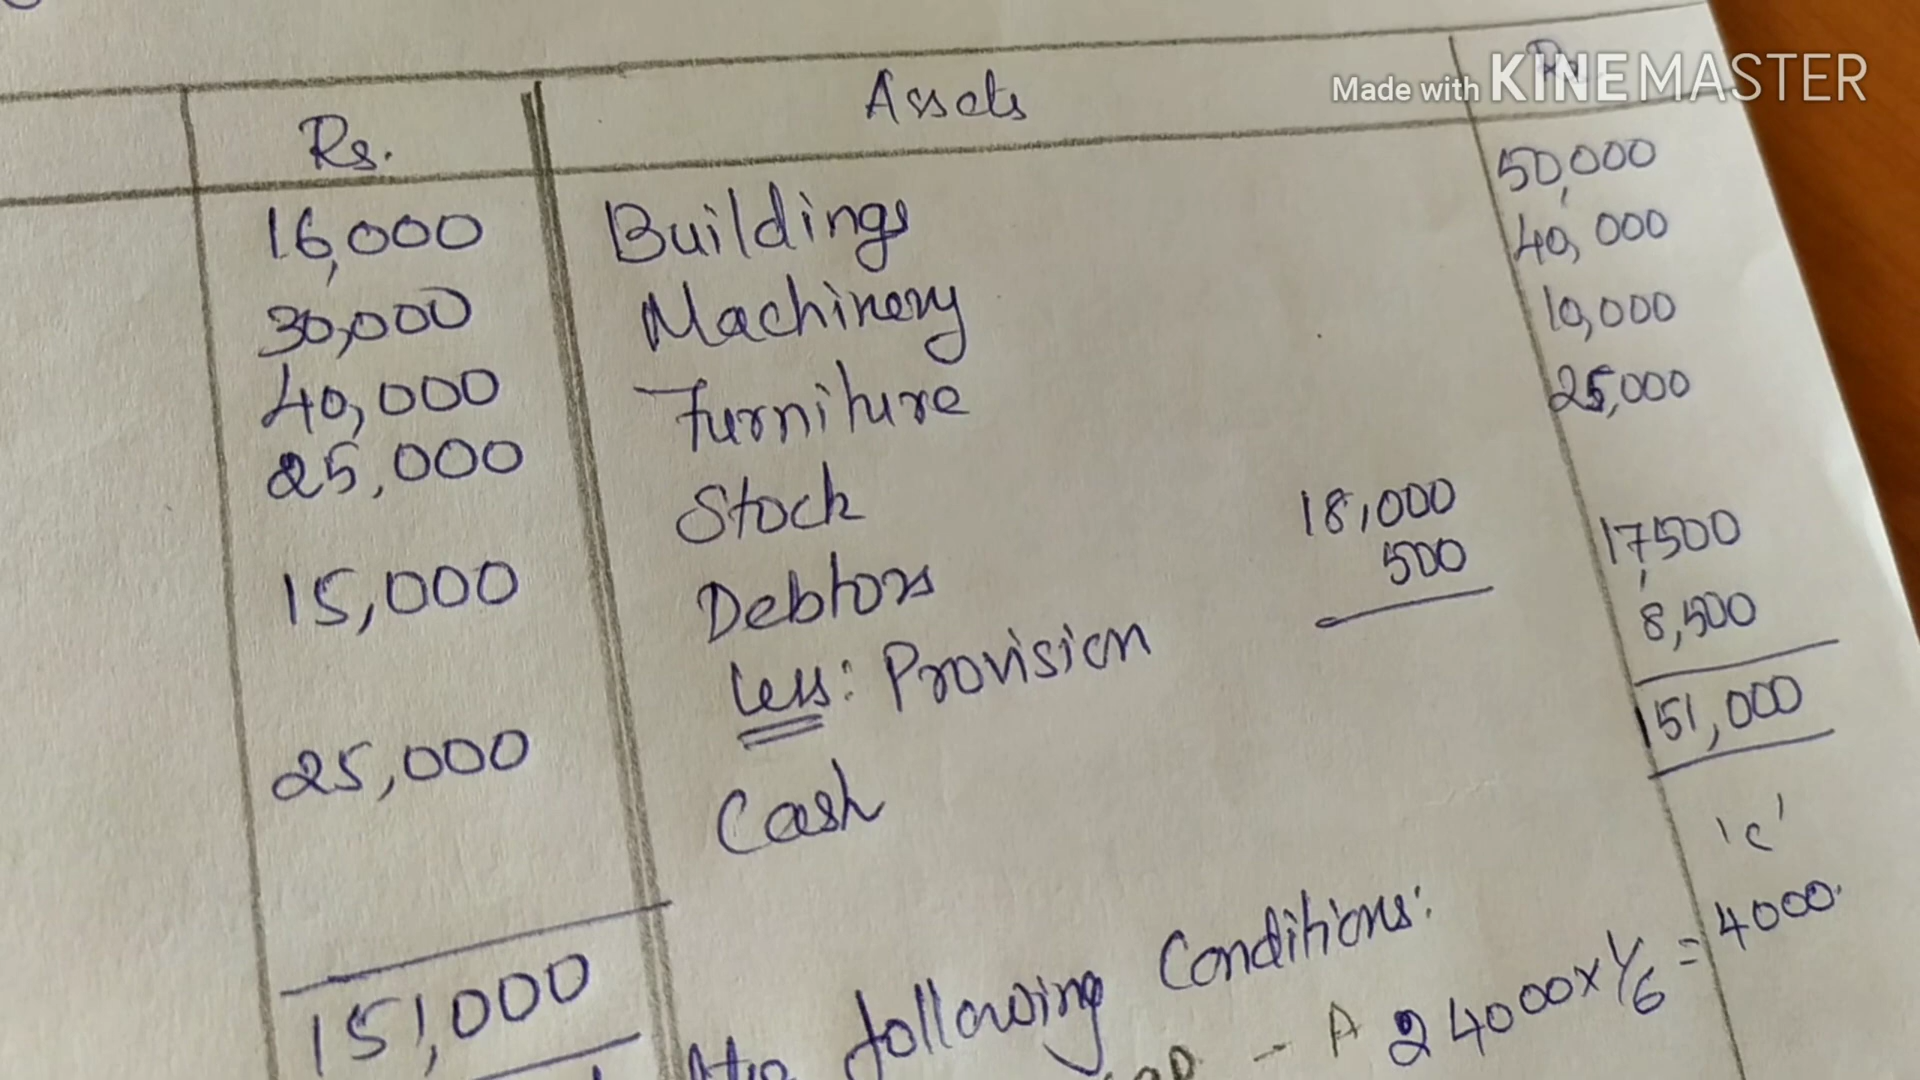 Made with KINEMASTER
Rs. Assets
16,000 Buildings 50,000
30,000 Machinery 40,000
40,000 Furniture 10,000
25,000 Stock 25,000
15,000 Debtors 18,000
Less: Provision 500 17,500
25,000 Cash 8,500
151,000 151,000
following Conditions: 'C'
- A 24000x1/6 = 4000.